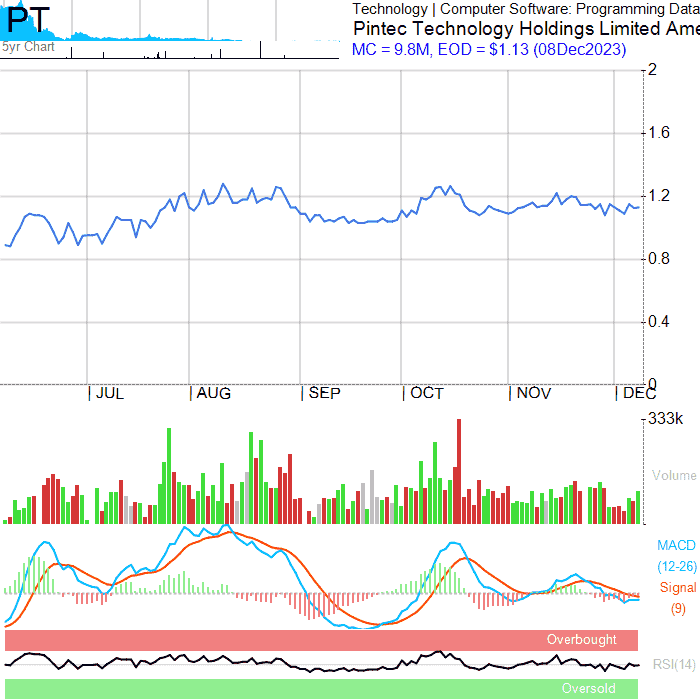 PT
5yr Chart
Technology | Computer Software: Programming Data
Pintec Technology Holdings Limited Ame
MC = 9.8M, EOD = $1.13 (08Dec2023)
2
1.6
1.2
0.8
0.4
0
JUL AUG SEP OCT NOV DEC
333k
Volume
MACD
(12-26)
Signal
(9)
Overbought
RSI(14)
Oversold